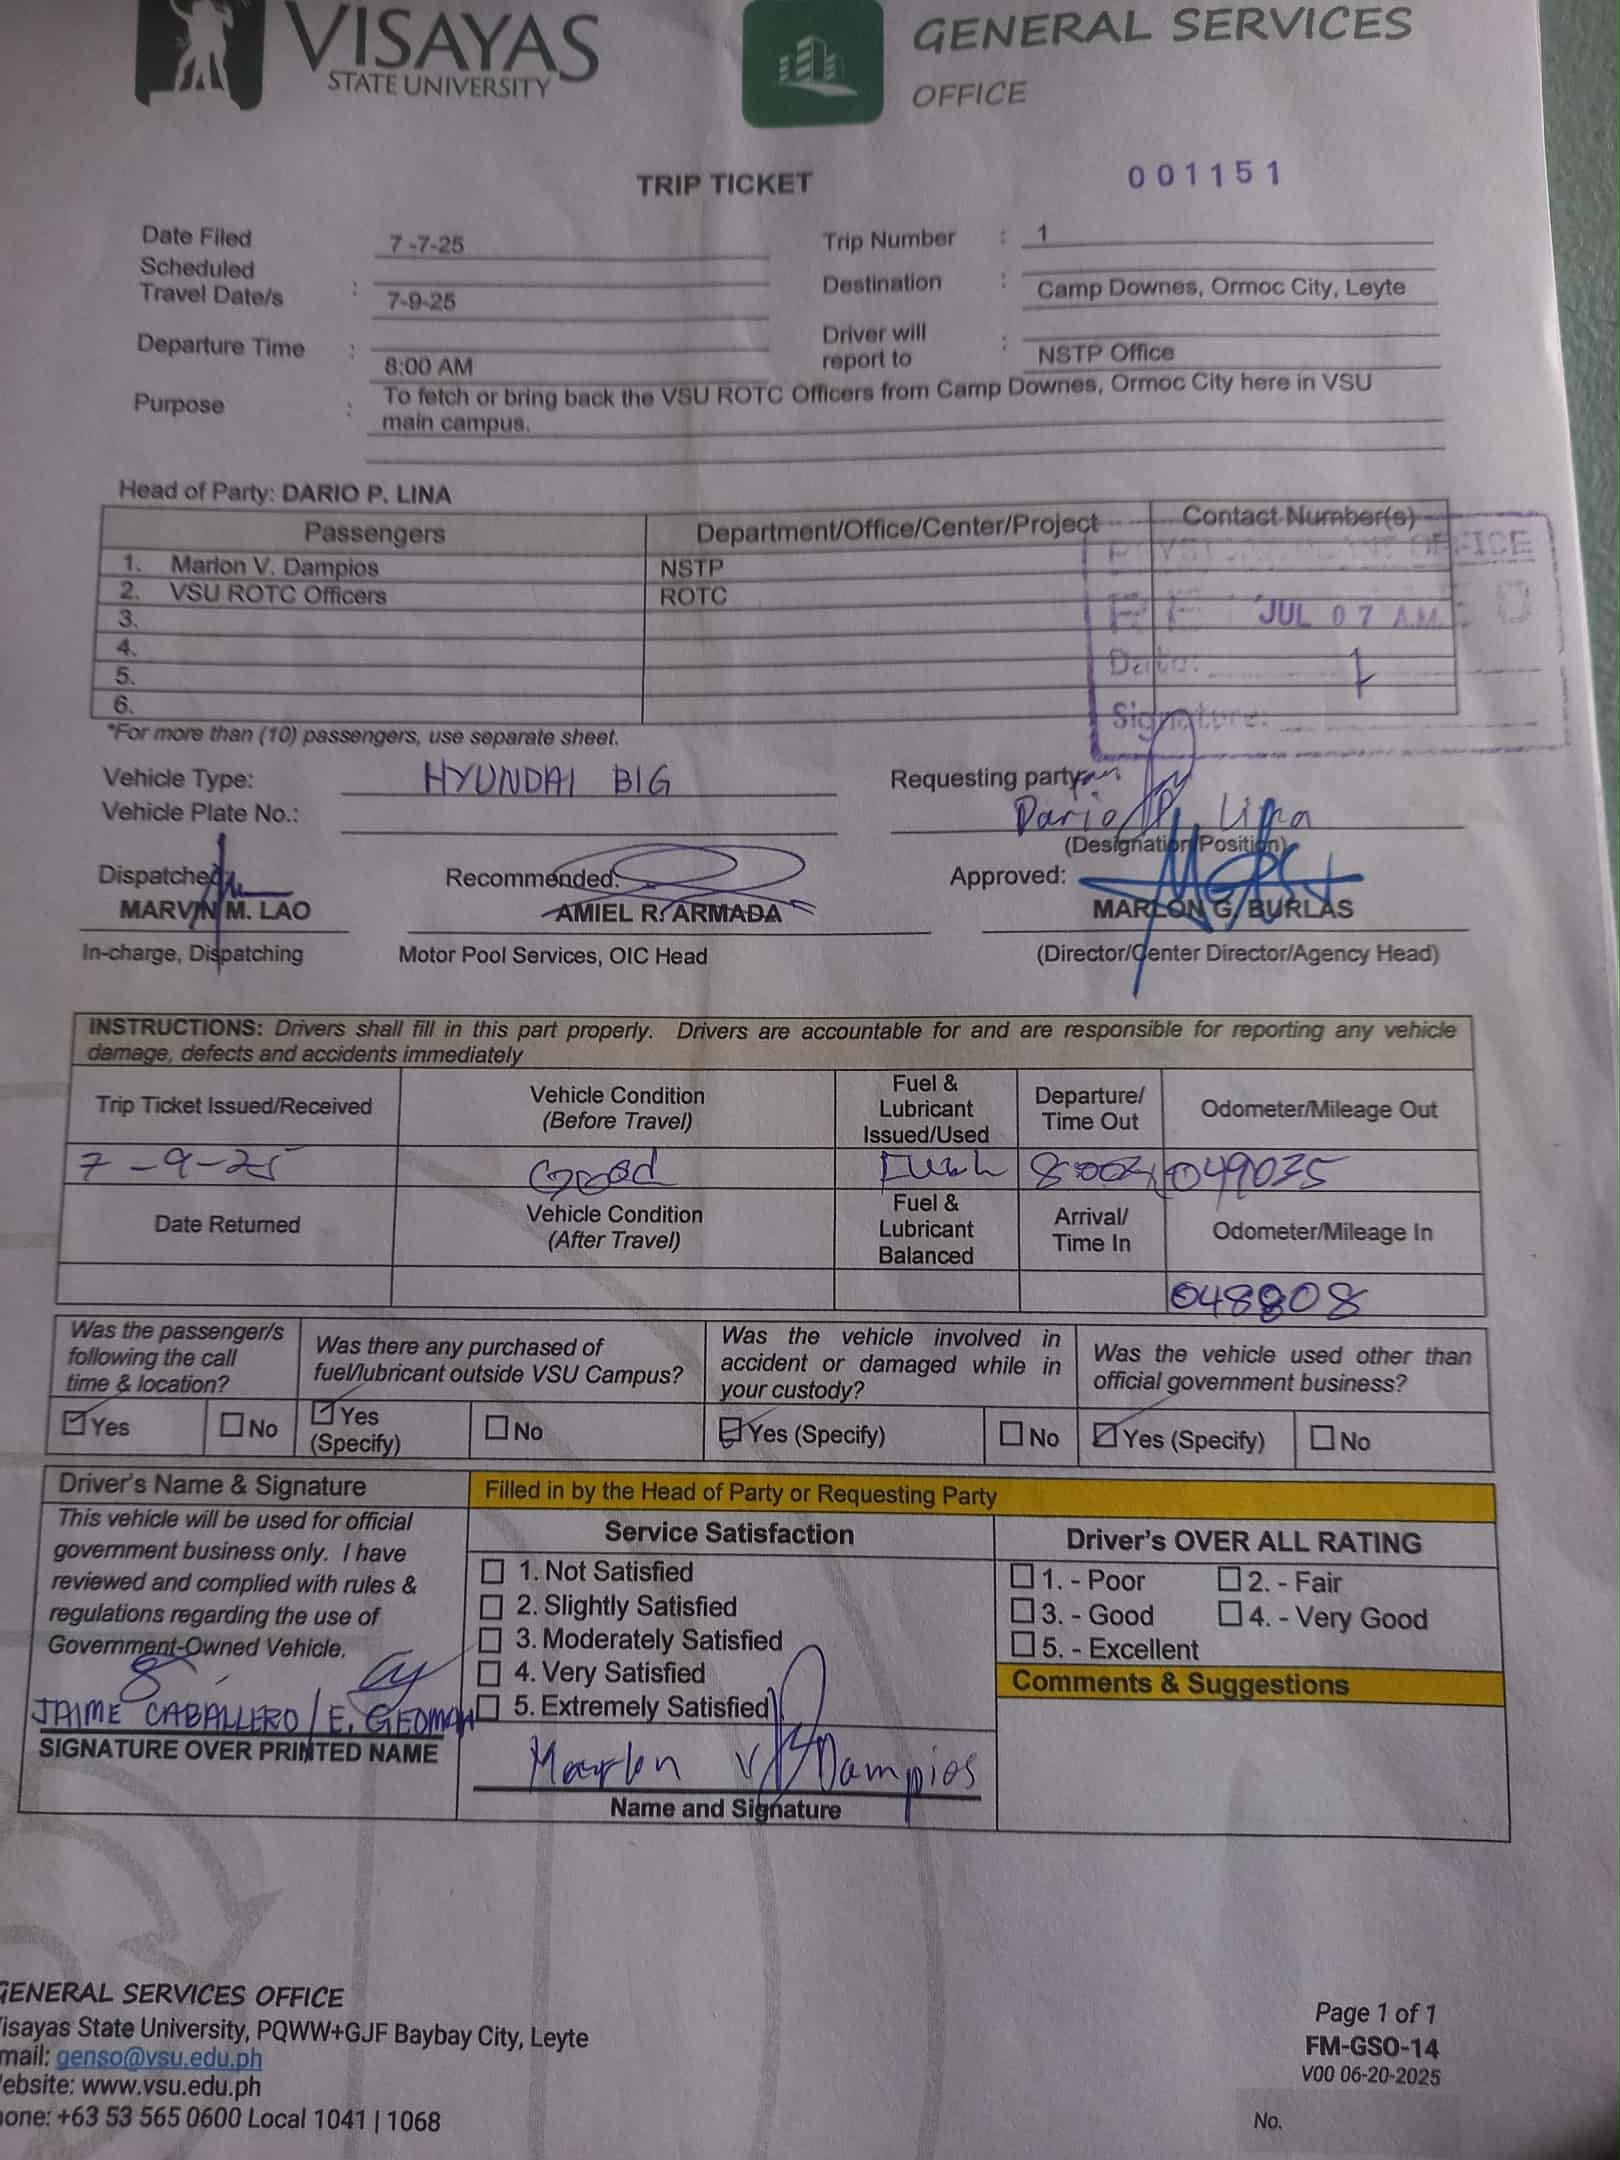 VISAYAS
STATE UNIVERSITY
GENERAL SERVICES
OFFICE
TRIP TICKET
001151
Date Filed 7-7-25
Trip Number : 1
Scheduled
Travel Date/s : 7-9-25
Destination : Camp Downes, Ormoc City, Leyte
Departure Time : 8:00 AM
Driver will
report to : NSTP Office
Purpose : To fetch or bring back the VSU ROTC Officers from Camp Downes, Ormoc City here in VSU
main campus.
Head of Party: DARIO P. LINA
Passengers Department/Office/Center/Project Contact Number(s)
1. Marlon V. Dampios NSTP
2. VSU ROTC Officers ROTC
3.
4.
5.
6.
OFFICE
JUL 07 A.M.
Date:
Signature:
*For more than (10) passengers, use separate sheet.
Vehicle Type: HYUNDAI BIG
Requesting party:
Vehicle Plate No.:
Dario P. Lina
(Designation/Position)
Dispatched: Recommended: Approved:
MARVIN M. LAO AMIEL R. ARMADA MARLON G. BURLAS
In-charge, Dispatching Motor Pool Services, OIC Head (Director/Center Director/Agency Head)
INSTRUCTIONS: Drivers shall fill in this part properly. Drivers are accountable for and are responsible for reporting any vehicle
damage, defects and accidents immediately
Trip Ticket Issued/Received
Vehicle Condition
(Before Travel)
Fuel &
Lubricant
Issued/Used
Departure/
Time Out
Odometer/Mileage Out
7-9-25 Good 049035
Date Returned
Vehicle Condition
(After Travel)
Fuel &
Lubricant
Balanced
Arrival/
Time In
Odometer/Mileage In
048808
Was the passenger/s
following the call
time & location?
Was there any purchased of
fuel/lubricant outside VSU Campus?
Was the vehicle involved in
accident or damaged while in
your custody?
Was the vehicle used other than
official government business?
Yes No
Yes
(Specify)
No
Yes (Specify) No
Yes (Specify) No
Driver's Name & Signature
This vehicle will be used for official
government business only. I have
reviewed and complied with rules &
regulations regarding the use of
Government-Owned Vehicle.
JAIME CABALLERO / E.
SIGNATURE OVER PRINTED NAME
Filled in by the Head of Party or Requesting Party
Service Satisfaction
1. Not Satisfied
2. Slightly Satisfied
3. Moderately Satisfied
4. Very Satisfied
5. Extremely Satisfied
Marlon V. Dampios
Name and Signature
Driver's OVER ALL RATING
1. - Poor 2. - Fair
3. - Good 4. - Very Good
5. - Excellent
Comments & Suggestions
GENERAL SERVICES OFFICE
isayas State University, PQWW+GJF Baybay City, Leyte
mail: genso@vsu.edu.ph
ebsite: www.vsu.edu.ph
hone: +63 53 565 0600 Local 1041 | 1068
Page 1 of 1
FM-GSO-14
V00 06-20-2025
No.